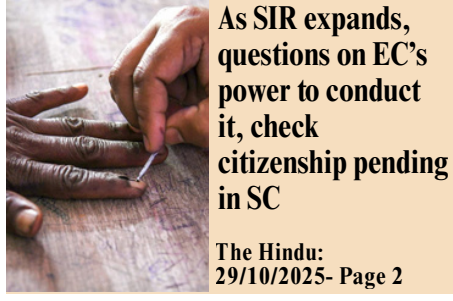 As SIR expands,
questions on EC's
power to conduct
it, check
citizenship pending
in SC
The Hindu:
29/10/2025- Page 2